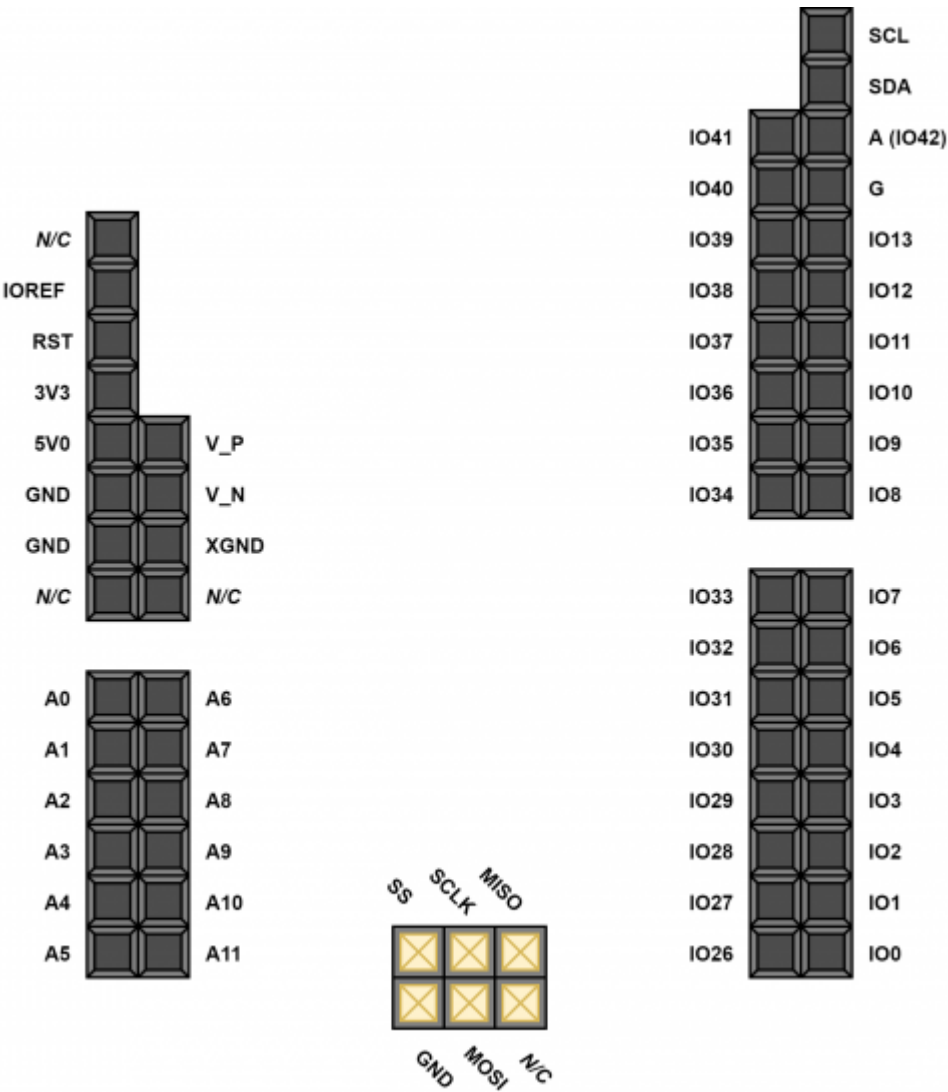 SCL
SDA
IO41 A (IO42)
IO40 G
N/C IO39 IO13
IOREF IO38 IO12
RST IO37 IO11
3V3 IO36 IO10
5V0 V_P IO35 IO9
GND V_N IO34 IO8
GND XGND
N/C N/C IO33 IO7
IO32 IO6
A0 A6 IO31 IO5
A1 A7 IO30 IO4
A2 A8 IO29 IO3
A3 A9 IO28 IO2
SS SCLK MISO
A4 A10 IO27 IO1
A5 A11 IO26 IO0
GND MOSI N/C